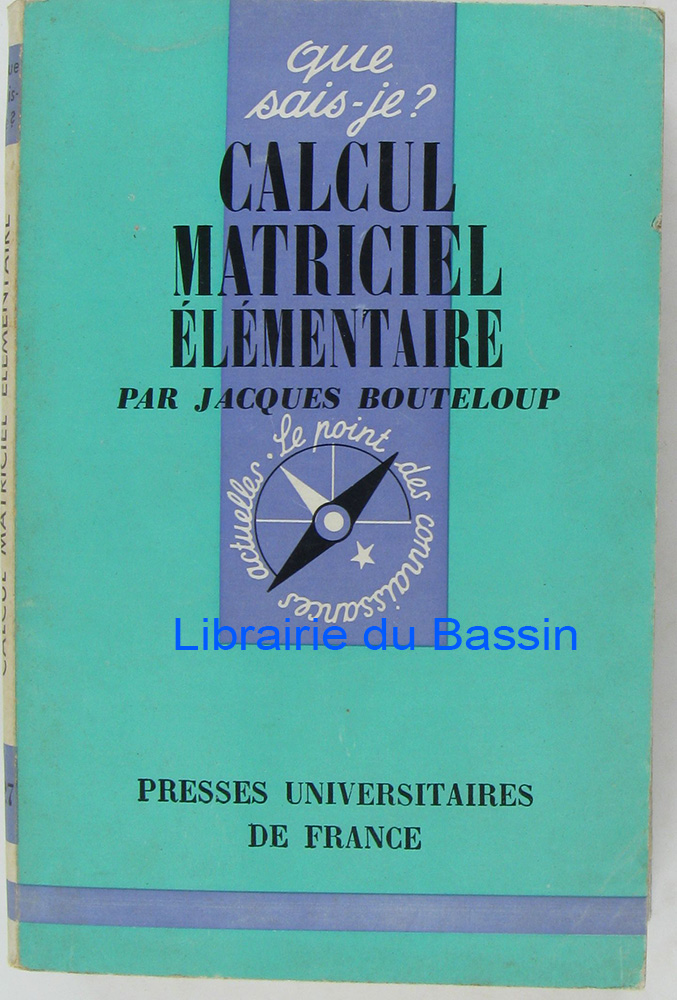 que
sais-je?
CALCUL
MATRICIEL
ÉLÉMENTAIRE
PAR JACQUES BOUTELOUP
Le point des connaissances actuelles.
Librairie du Bassin
PRESSES UNIVERSITAIRES
DE FRANCE
CALCUL MATRICIEL ÉLÉMENTAIRE